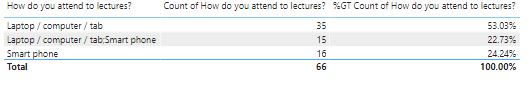 How do you attend to lectures? Count of How do you attend to lectures? %GT Count of How do you attend to lectures?
Laptop / computer / tab 35 53.03%
Laptop / computer / tab;Smart phone 15 22.73%
Smart phone 16 24.24%
Total 66 100.00%